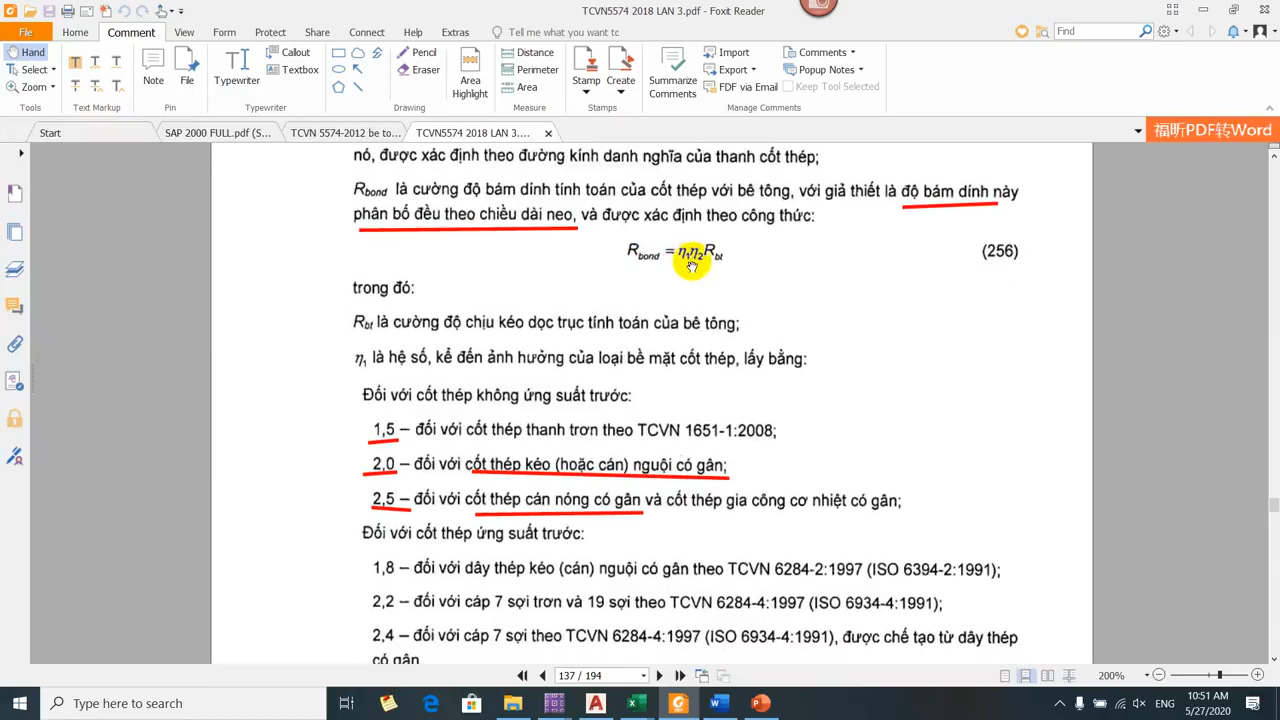 TCVN5574 2018 LAN 3.pdf - Foxit Reader
File Home Comment View Form Protect Share Connect Help Extras Tell me what you want to Find
Hand
Select
Zoom
Note
File
Typewriter
Callout
Textbox
Pencil
Eraser
Area Highlight
Distance
Perimeter
Area
Stamp
Create
Summarize Comments
Import
Export
FDF via Email
Comments
Popup Notes
Keep Tool Selected
Tools Text Markup Pin Typewriter Drawing Measure Stamps Manage Comments
Start SAP 2000 FULL.pdf (S... TCVN 5574-2012 be to... TCVN5574 2018 LAN 3.... 福昕PDF转Word
nó, được xác định theo đường kính danh nghĩa của thanh cốt thép;
Rbond là cường độ bám dính tính toán của cốt thép với bê tông, với giả thiết là độ bám dính này
phân bố đều theo chiều dài neo, và được xác định theo công thức:
Rbond = η1η2Rbt (256)
trong đó:
Rbt là cường độ chịu kéo dọc trục tính toán của bê tông;
η1 là hệ số, kể đến ảnh hưởng của loại bề mặt cốt thép, lấy bằng:
Đối với cốt thép không ứng suất trước:
1,5 – đối với cốt thép thanh trơn theo TCVN 1651-1:2008;
2,0 – đối với cốt thép kéo (hoặc cán) nguội có gân;
2,5 – đối với cốt thép cán nóng có gân và cốt thép gia công cơ nhiệt có gân;
Đối với cốt thép ứng suất trước:
1,8 – đối với dây thép kéo (cán) nguội có gân theo TCVN 6284-2:1997 (ISO 6394-2:1991);
2,2 – đối với cáp 7 sợi trơn và 19 sợi theo TCVN 6284-4:1997 (ISO 6934-4:1991);
2,4 – đối với cáp 7 sợi theo TCVN 6284-4:1997 (ISO 6934-4:1991), được chế tạo từ dây thép
có gân
137 / 194 200%
Type here to search ENG 10:51 AM
5/27/2020